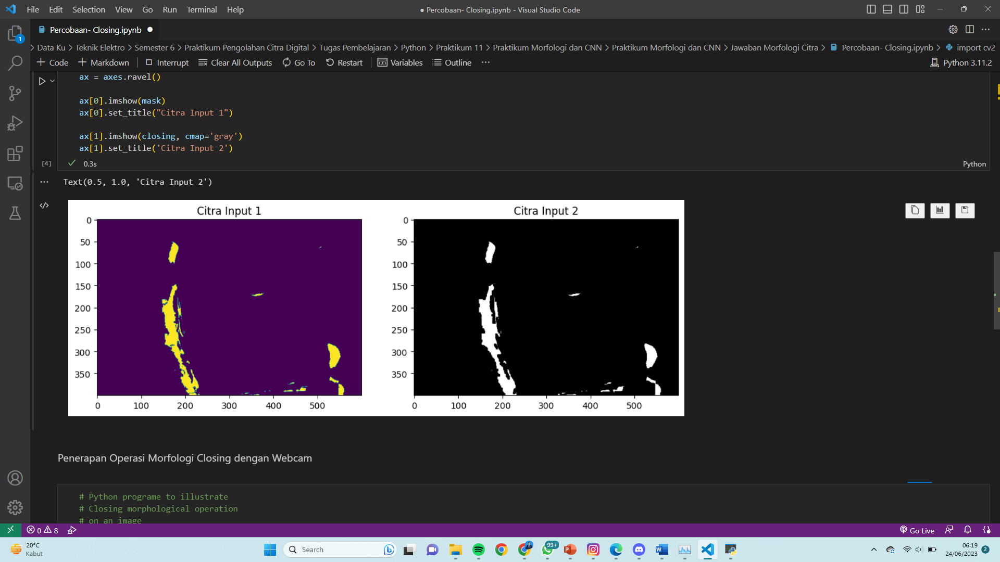 File Edit Selection View Go Run Terminal Help
● Percobaan- Closing.ipynb - Visual Studio Code
1
Percobaan- Closing.ipynb ●
> Data Ku > Teknik Elektro > Semester 6 > Praktikum Pengolahan Citra Digital > Tugas Pembelajaran > Python > Praktikum 11 > Praktikum Morfologi dan CNN > Praktikum Morfologi dan CNN > Jawaban Morfologi Citra > Percobaan- Closing.ipynb > import cv2
+ Code + Markdown | Interrupt Clear All Outputs Go To Restart | Variables Outline ··· Python 3.11.2
ax = axes.ravel()
ax[0].imshow(mask)
ax[0].set_title("Citra Input 1")
ax[1].imshow(closing, cmap='gray')
ax[1].set_title('Citra Input 2')
[4] ✓ 0.3s Python
··· Text(0.5, 1.0, 'Citra Input 2')
Citra Input 1
0
50
100
150
200
250
300
350
0 100 200 300 400 500
Citra Input 2
0
50
100
150
200
250
300
350
0 100 200 300 400 500
Penerapan Operasi Morfologi Closing dengan Webcam
# Python programe to illustrate
# Closing morphological operation
# on an image
0 8 Go Live
20°C
Kabut
Search
99+
06:19
24/06/2023
2